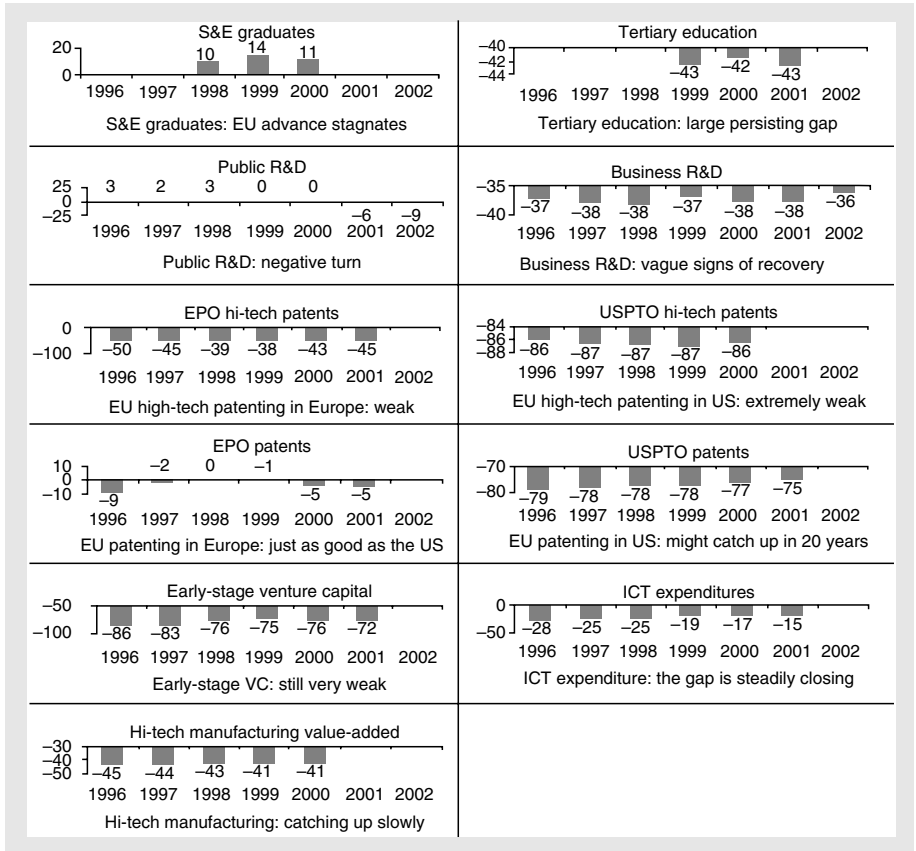 S&E graduates
20
0
10 14 11
1996 1997 1998 1999 2000 2001 2002
S&E graduates: EU advance stagnates
Tertiary education
−40
−42
−44
−43 −42 −43
1996 1997 1998 1999 2000 2001 2002
Tertiary education: large persisting gap
Public R&D
25
0
−25
3 2 3 0 0 −6 −9
1996 1997 1998 1999 2000 2001 2002
Public R&D: negative turn
Business R&D
−35
−40
−37 −38 −38 −37 −38 −38 −36
1996 1997 1998 1999 2000 2001 2002
Business R&D: vague signs of recovery
EPO hi-tech patents
0
−100
−50 −45 −39 −38 −43 −45
1996 1997 1998 1999 2000 2001 2002
EU high-tech patenting in Europe: weak
USPTO hi-tech patents
−84
−86
−88
−86 −87 −87 −87 −86
1996 1997 1998 1999 2000 2001 2002
EU high-tech patenting in US: extremely weak
EPO patents
10
0
−10
−9 −2 0 −1 −5 −5
1996 1997 1998 1999 2000 2001 2002
EU patenting in Europe: just as good as the US
USPTO patents
−70
−80
−79 −78 −78 −78 −77 −75
1996 1997 1998 1999 2000 2001 2002
EU patenting in US: might catch up in 20 years
Early-stage venture capital
−50
−100
−86 −83 −76 −75 −76 −72
1996 1997 1998 1999 2000 2001 2002
Early-stage VC: still very weak
ICT expenditures
0
−50
−28 −25 −25 −19 −17 −15
1996 1997 1998 1999 2000 2001 2002
ICT expenditure: the gap is steadily closing
Hi-tech manufacturing value-added
−30
−40
−50
−45 −44 −43 −41 −41
1996 1997 1998 1999 2000 2001 2002
Hi-tech manufacturing: catching up slowly